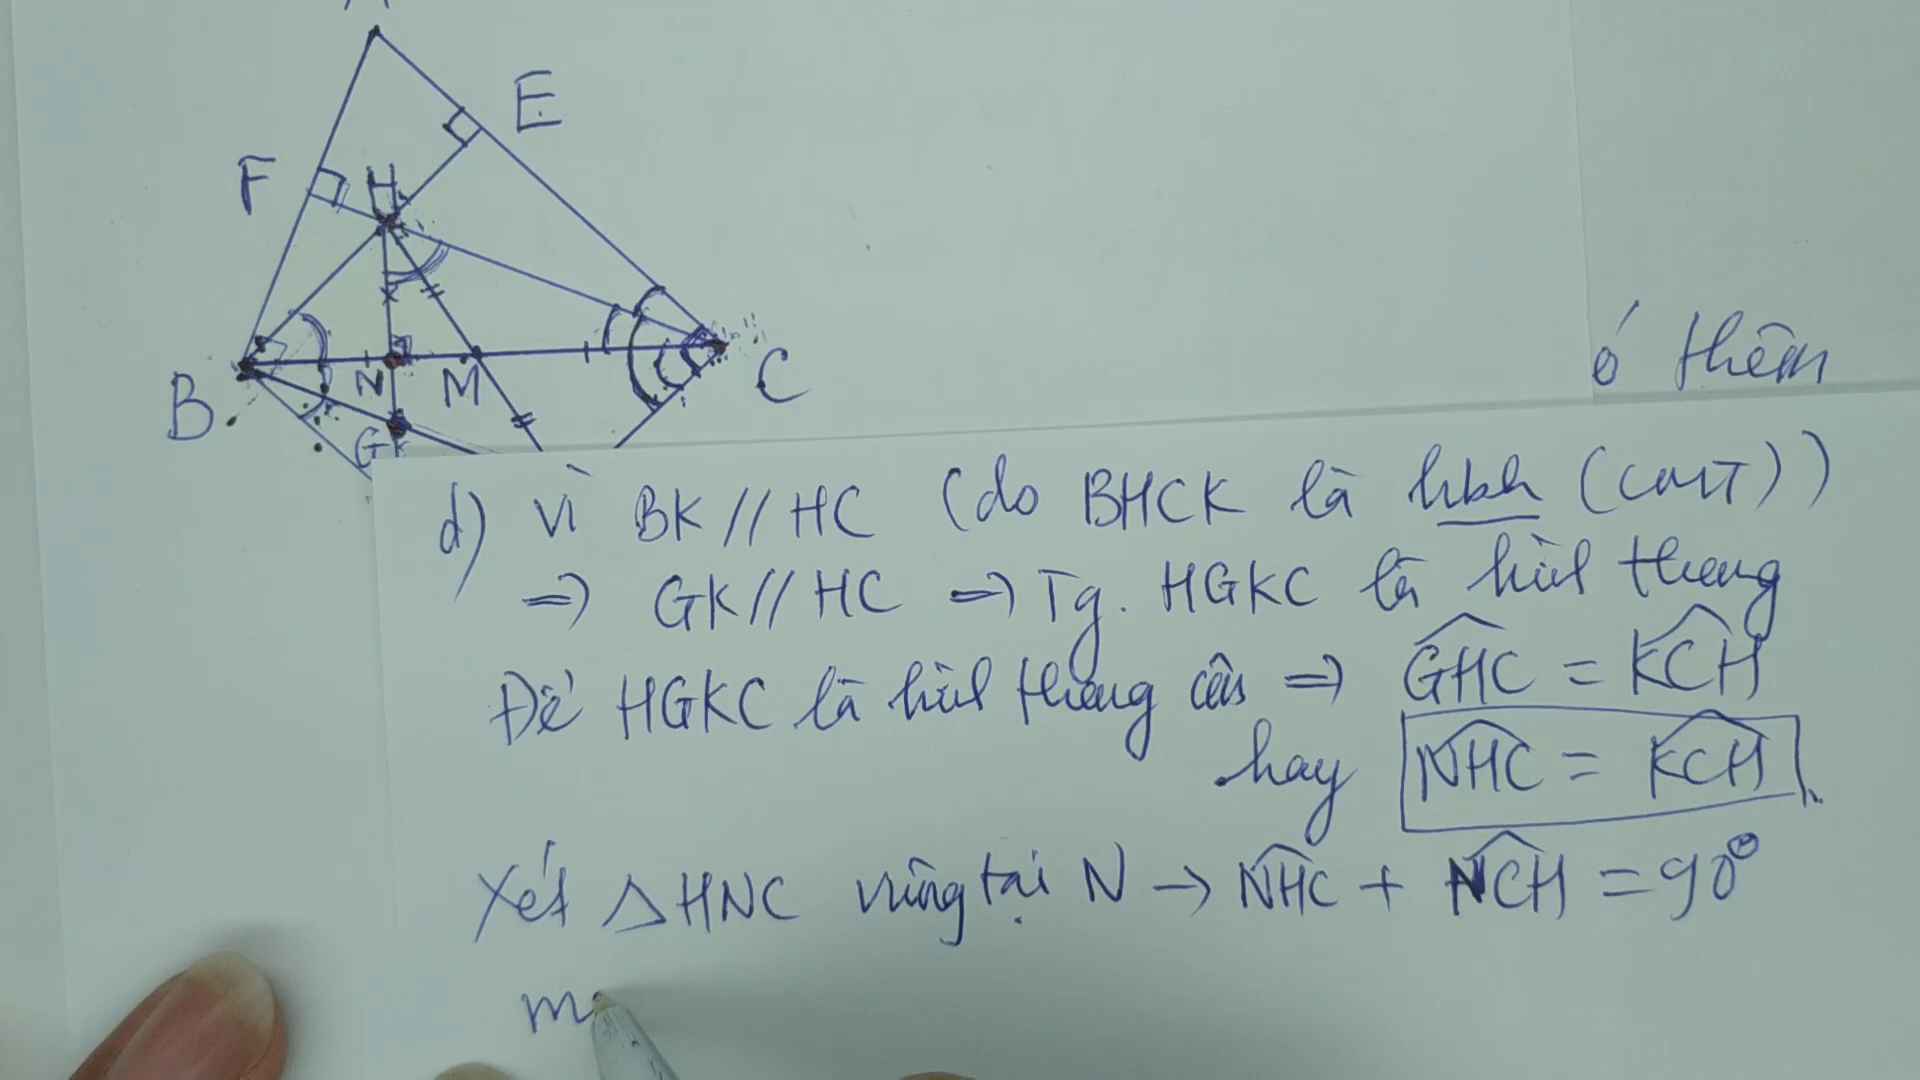 E
F
H
B
N
M
C
G
ó thêm
d) Vì BK // HC (do BHCK là hbh (CMT))
=> GK // HC => Tg. HGKC là hình thang
Để HGKC là hình thang cân => GHC = KCH
hay NHC = KCH
Xét △HNC vuông tại N → NHC + NCH = 90°
m